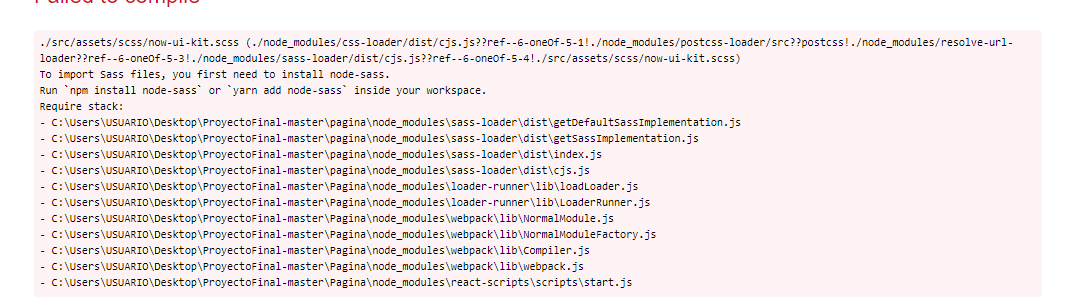 Failed to compile
./src/assets/scss/now-ui-kit.scss (./node_modules/css-loader/dist/cjs.js??ref--6-oneOf-5-1!./node_modules/postcss-loader/src??postcss!./node_modules/resolve-url-
loader??ref--6-oneOf-5-3!./node_modules/sass-loader/dist/cjs.js??ref--6-oneOf-5-4!./src/assets/scss/now-ui-kit.scss)
To import Sass files, you first need to install node-sass.
Run `npm install node-sass` or `yarn add node-sass` inside your workspace.
Require stack:
- C:\Users\USUARIO\Desktop\ProyectoFinal-master\pagina\node_modules\sass-loader\dist\getDefaultSassImplementation.js
- C:\Users\USUARIO\Desktop\ProyectoFinal-master\pagina\node_modules\sass-loader\dist\getSassImplementation.js
- C:\Users\USUARIO\Desktop\ProyectoFinal-master\pagina\node_modules\sass-loader\dist\index.js
- C:\Users\USUARIO\Desktop\ProyectoFinal-master\pagina\node_modules\sass-loader\dist\cjs.js
- C:\Users\USUARIO\Desktop\ProyectoFinal-master\Pagina\node_modules\loader-runner\lib\loadLoader.js
- C:\Users\USUARIO\Desktop\ProyectoFinal-master\Pagina\node_modules\loader-runner\lib\LoaderRunner.js
- C:\Users\USUARIO\Desktop\ProyectoFinal-master\Pagina\node_modules\webpack\lib\NormalModule.js
- C:\Users\USUARIO\Desktop\ProyectoFinal-master\Pagina\node_modules\webpack\lib\NormalModuleFactory.js
- C:\Users\USUARIO\Desktop\ProyectoFinal-master\Pagina\node_modules\webpack\lib\Compiler.js
- C:\Users\USUARIO\Desktop\ProyectoFinal-master\Pagina\node_modules\webpack\lib\webpack.js
- C:\Users\USUARIO\Desktop\ProyectoFinal-master\Pagina\node_modules\react-scripts\scripts\start.js